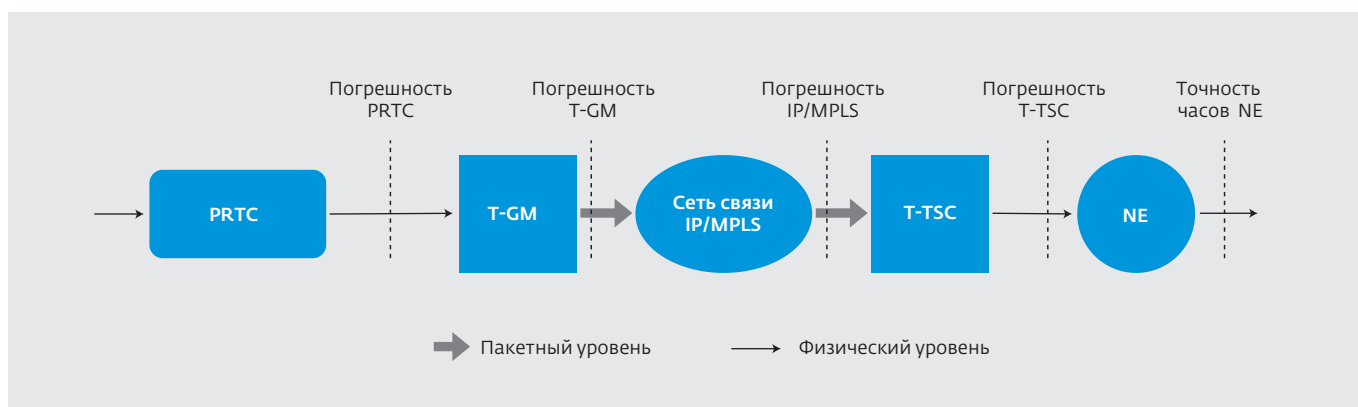 Погрешность
PRTC
Погрешность
T-GM
Погрешность
IP/MPLS
Погрешность
T-TSC
Точность
часов NE
PRTC
T-GM
Сеть связи
IP/MPLS
T-TSC
NE
Пакетный уровень
Физический уровень